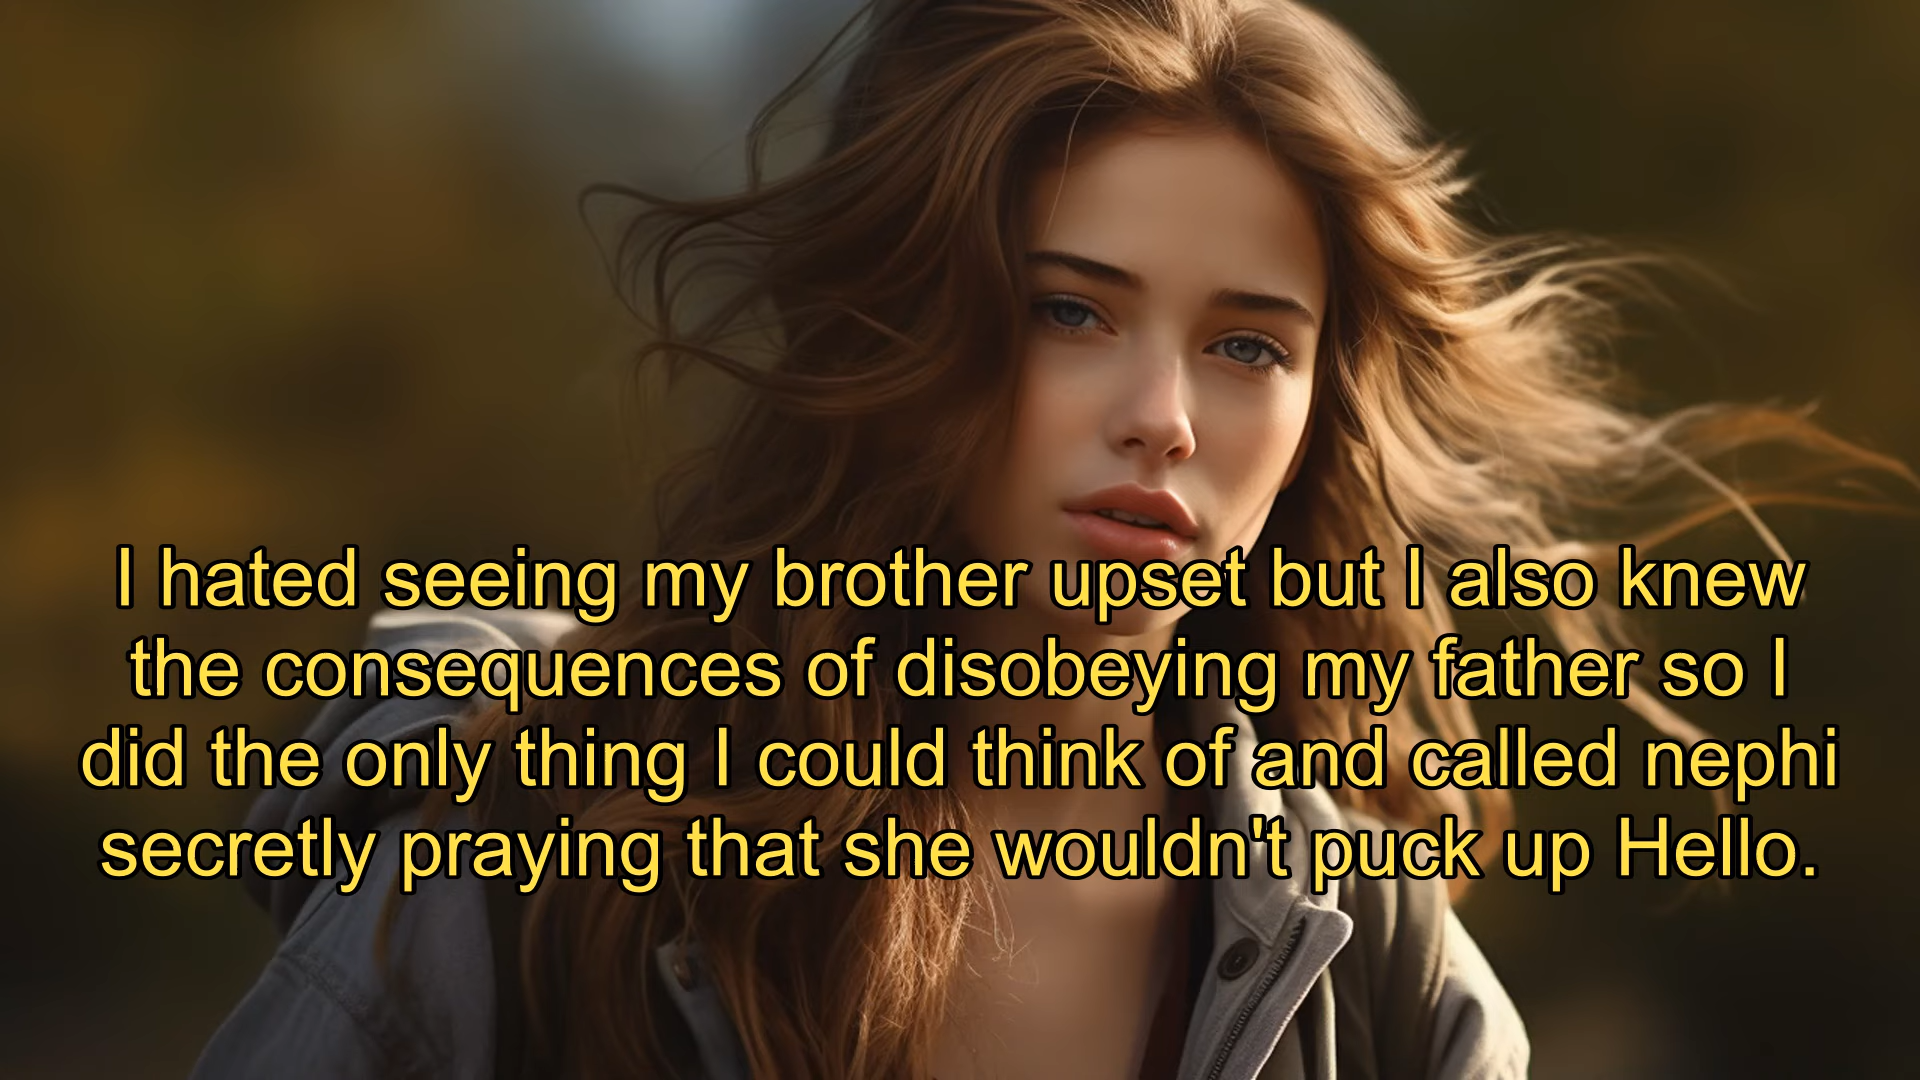 I hated seeing my brother upset but I also knew
the consequences of disobeying my father so I
did the only thing I could think of and called nephi
secretly praying that she wouldn't puck up Hello.